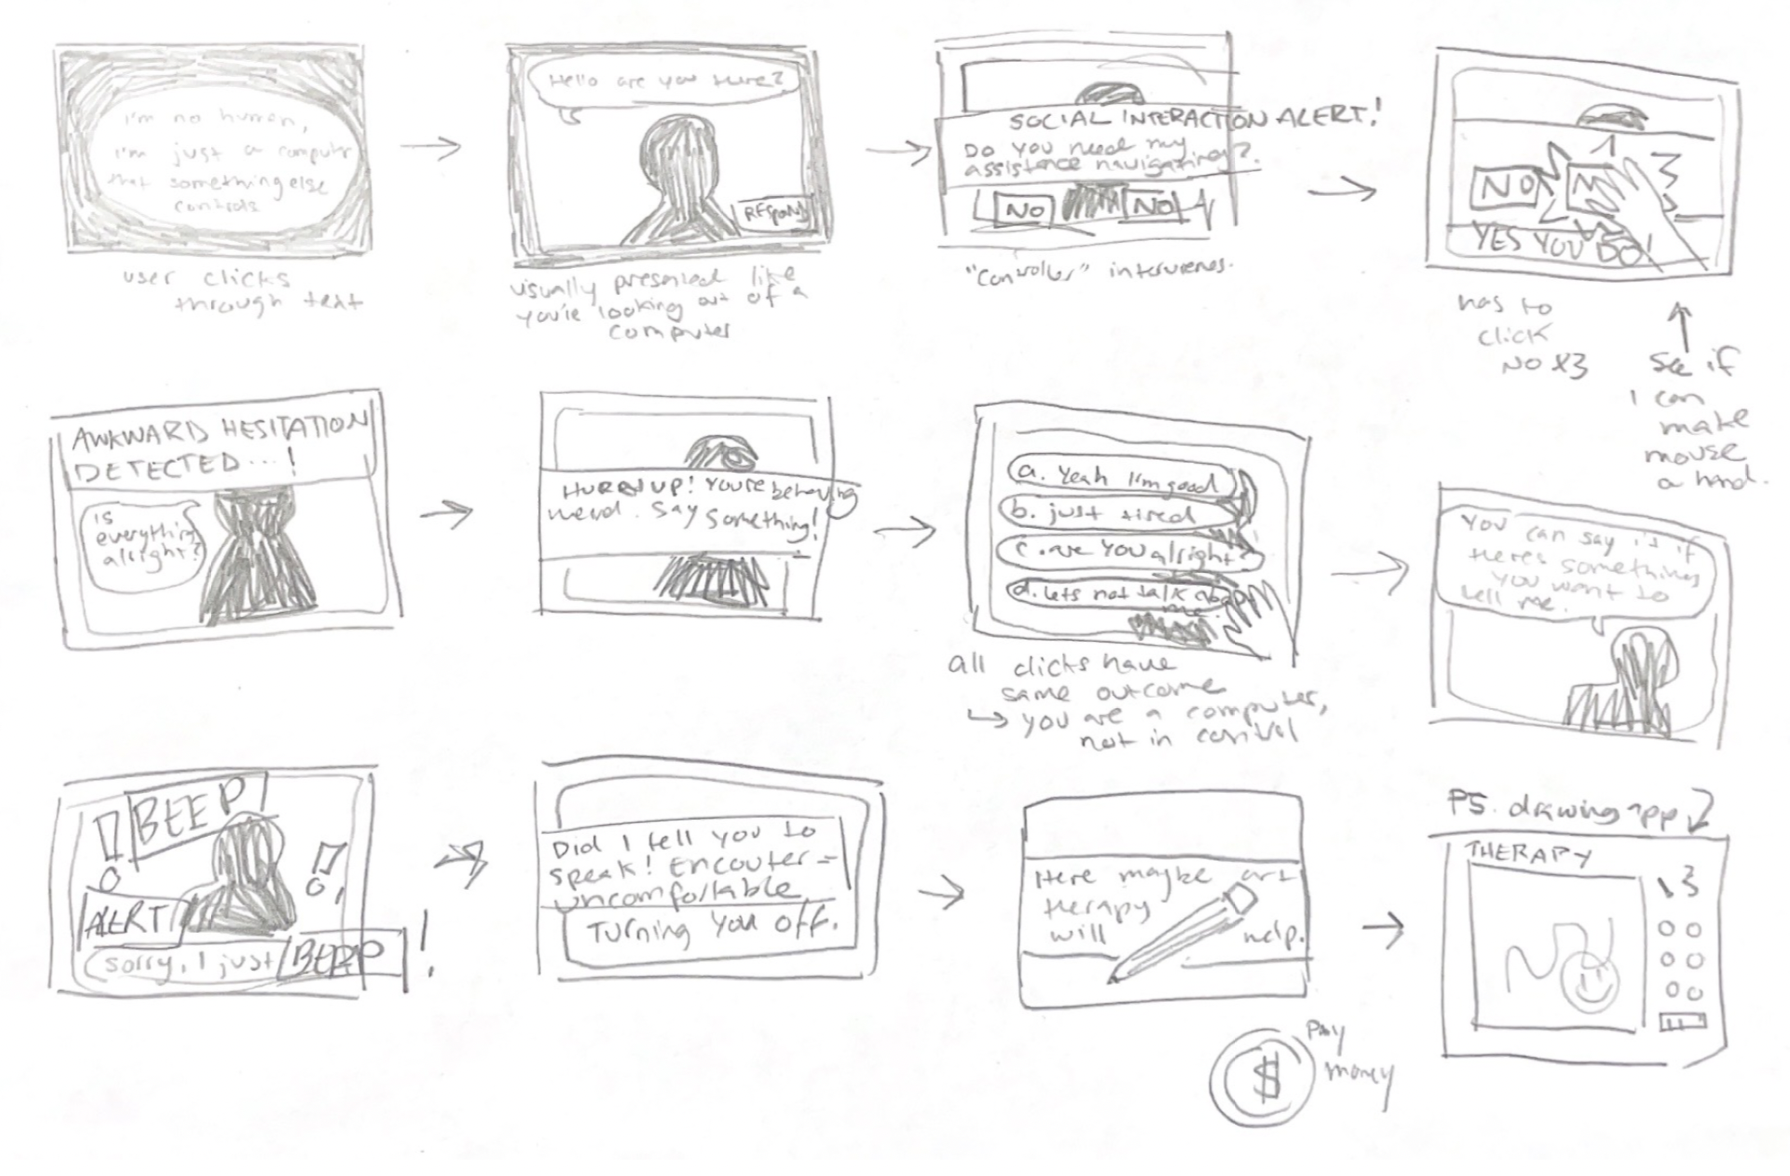 I'm no human,
I'm just a computer
that something else
controls
user clicks
through text
Hello are you there?
RESPOND
visually presented like
you're looking out of a
computer
SOCIAL INTERACTION ALERT!
Do you need my
assistance navigating?
NO NO
"Controller" intervenes.
NO N
YES YOU DO!
has to
click
NO x3
see if
I can
make
mouse
a hand.
AWKWARD HESITATION
DETECTED...!
is
everything
alright?
HURRY UP! You're behaving
weird. Say something!
a. Yeah I'm good
b. just tired
c. are you alright
d. lets not talk about
me.
all clicks have
same outcome
↳ you are a computer,
not in control
You can say it if
theres something
you want to
tell me.
BEEP
ALERT
sorry, I just
BEEP
Did I tell you to
speak! Encouter =
uncomfortable
Turning you off.
Here maybe art
therapy
will help.
PAY
money
$
P5. drawing app
THERAPY